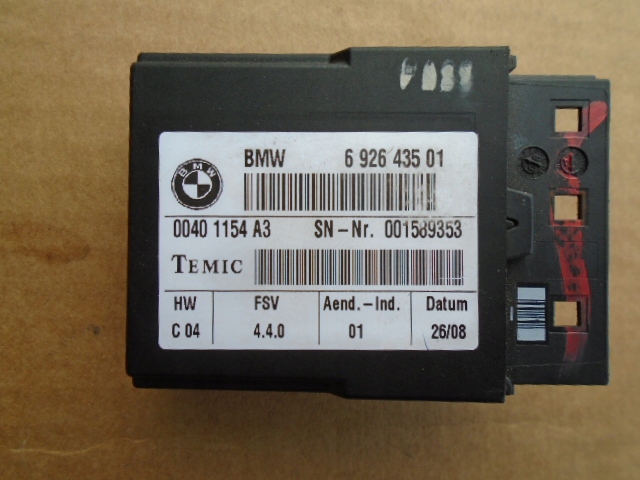 BMW
BMW 6 926 435 01
0040 1154 A3 SN-Nr. 001589353
TEMIC
HW FSV Aend.-Ind. Datum
C 04 4.4.0 01 26/08